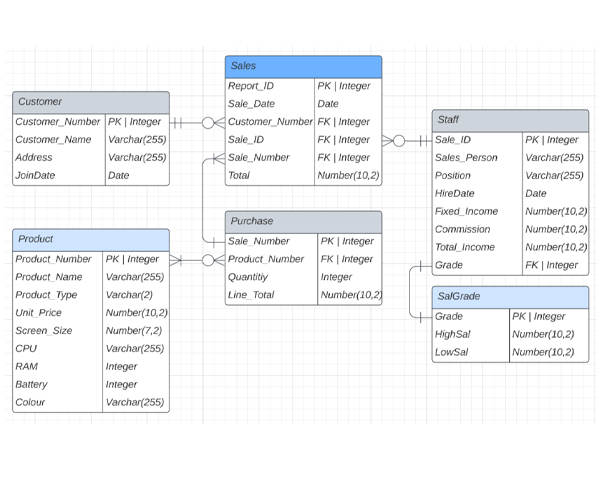 Sales
Report_ID PK | Integer
Sale_Date Date
Customer_Number FK | Integer
Sale_ID FK | Integer
Sale_Number FK | Integer
Total Number(10,2)
Customer
Customer_Number PK | Integer
Customer_Name Varchar(255)
Address Varchar(255)
JoinDate Date
Staff
Sale_ID PK | Integer
Sales_Person Varchar(255)
Position Varchar(255)
HireDate Date
Fixed_Income Number(10,2)
Commission Number(10,2)
Total_Income Number(10,2)
Grade FK | Integer
Purchase
Sale_Number PK | Integer
Product_Number FK | Integer
Quantitiy Integer
Line_Total Number(10,2)
Product
Product_Number PK | Integer
Product_Name Varchar(255)
Product_Type Varchar(2)
Unit_Price Number(10,2)
Screen_Size Number(7,2)
CPU Varchar(255)
RAM Integer
Battery Integer
Colour Varchar(255)
SalGrade
Grade PK | Integer
HighSal Number(10,2)
LowSal Number(10,2)